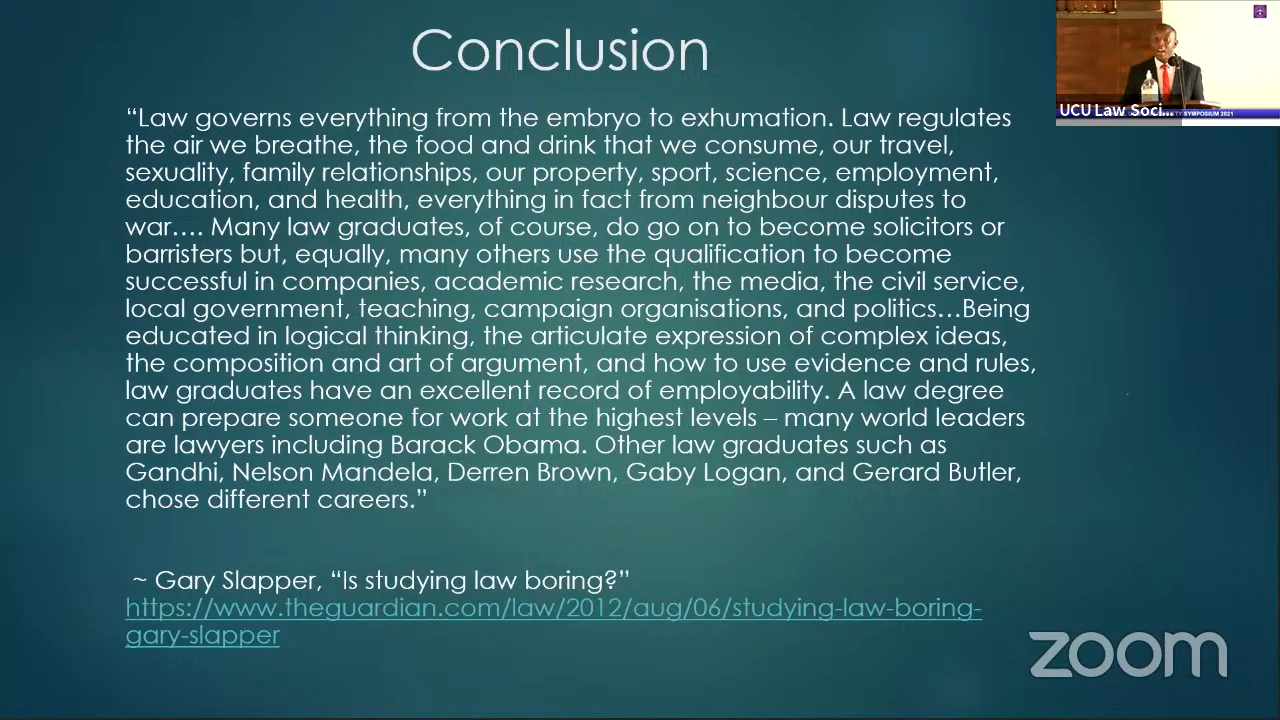 Conclusion
“Law governs everything from the embryo to exhumation. Law regulates
the air we breathe, the food and drink that we consume, our travel,
sexuality, family relationships, our property, sport, science, employment,
education, and health, everything in fact from neighbour disputes to
war…. Many law graduates, of course, do go on to become solicitors or
barristers but, equally, many others use the qualification to become
successful in companies, academic research, the media, the civil service,
local government, teaching, campaign organisations, and politics…Being
educated in logical thinking, the articulate expression of complex ideas,
the composition and art of argument, and how to use evidence and rules,
law graduates have an excellent record of employability. A law degree
can prepare someone for work at the highest levels – many world leaders
are lawyers including Barack Obama. Other law graduates such as
Gandhi, Nelson Mandela, Derren Brown, Gaby Logan, and Gerard Butler,
chose different careers.”
~ Gary Slapper, “Is studying law boring?”
https://www.theguardian.com/law/2012/aug/06/studying-law-boring-
gary-slapper
UCU Law Soci...
SYMPOSIUM 2021
zoom